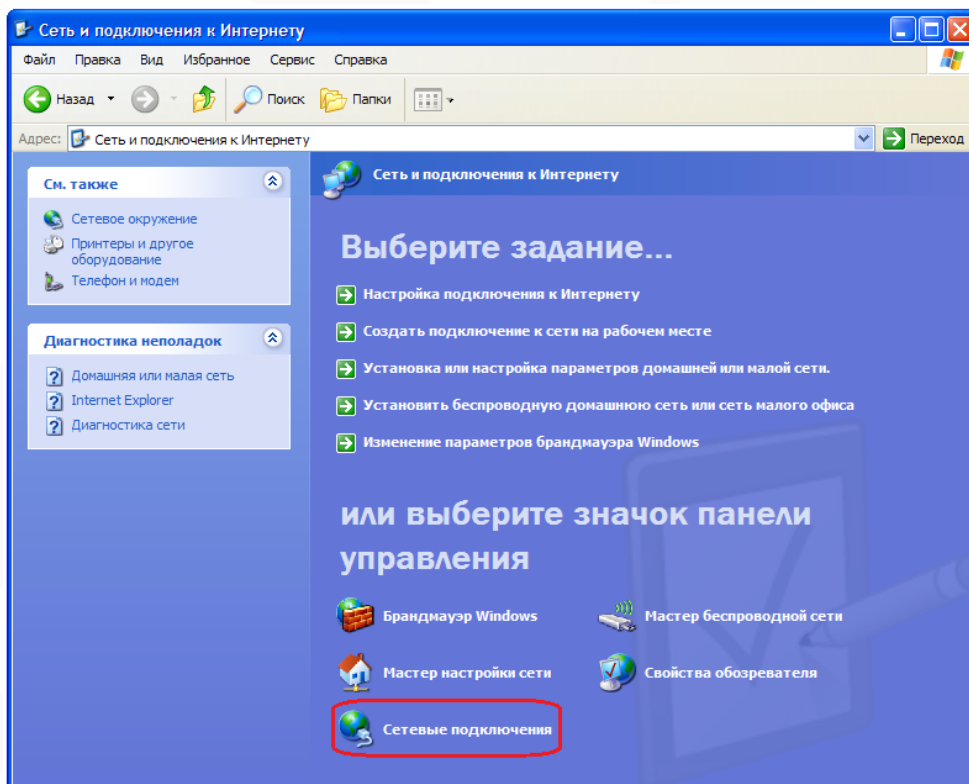 Сеть и подключения к Интернету
Файл Правка Вид Избранное Сервис Справка
Назад Поиск Папки
Адрес: Сеть и подключения к Интернету Переход
См. также
Сетевое окружение
Принтеры и другое
оборудование
Телефон и модем
Диагностика неполадок
Домашняя или малая сеть
Internet Explorer
Диагностика сети
Сеть и подключения к Интернету
Выберите задание...
Настройка подключения к Интернету
Создать подключение к сети на рабочем месте
Установка или настройка параметров домашней или малой сети.
Установить беспроводную домашнюю сеть или сеть малого офиса
Изменение параметров брандмауэра Windows
или выберите значок панели
управления
Брандмауэр Windows Мастер беспроводной сети
Мастер настройки сети Свойства обозревателя
Сетевые подключения